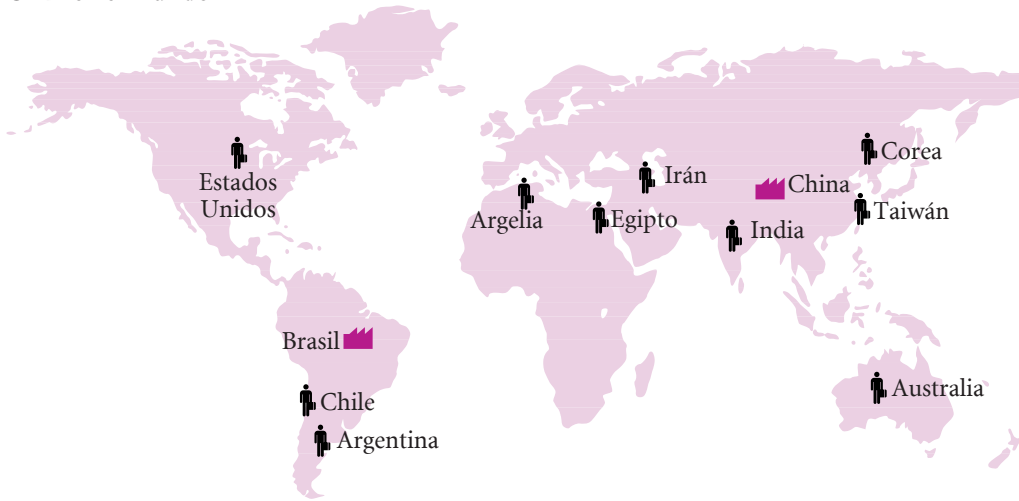 Estados
Unidos
Brasil
Chile
Argentina
Argelia
Egipto
Irán
India
China
Corea
Taiwán
Australia